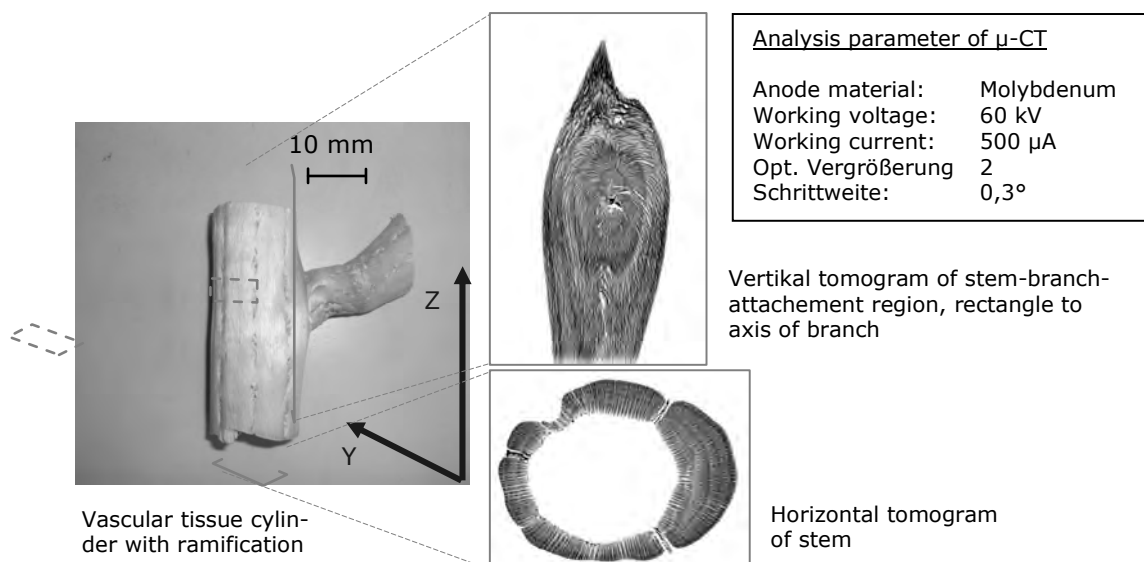 10 mm
Z
Y
Vascular tissue cylin-
der with ramification
Analysis parameter of µ-CT
Anode material: Molybdenum
Working voltage: 60 kV
Working current: 500 µA
Opt. Vergrößerung 2
Schrittweite: 0,3°
Vertikal tomogram of stem-branch-
attachement region, rectangle to
axis of branch
Horizontal tomogram
of stem